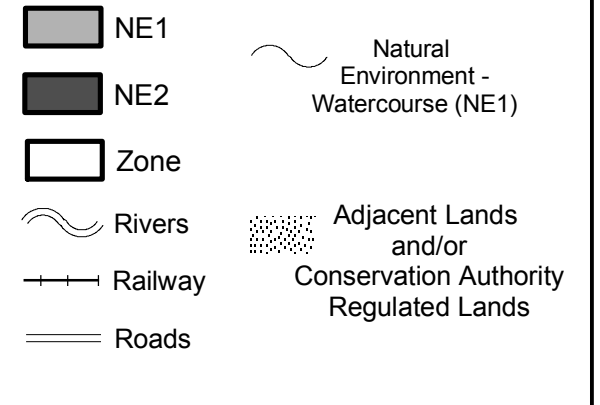 NE1
NE2
Zone
Rivers
Railway
Roads
Natural
Environment -
Watercourse (NE1)
Adjacent Lands
and/or
Conservation Authority
Regulated Lands